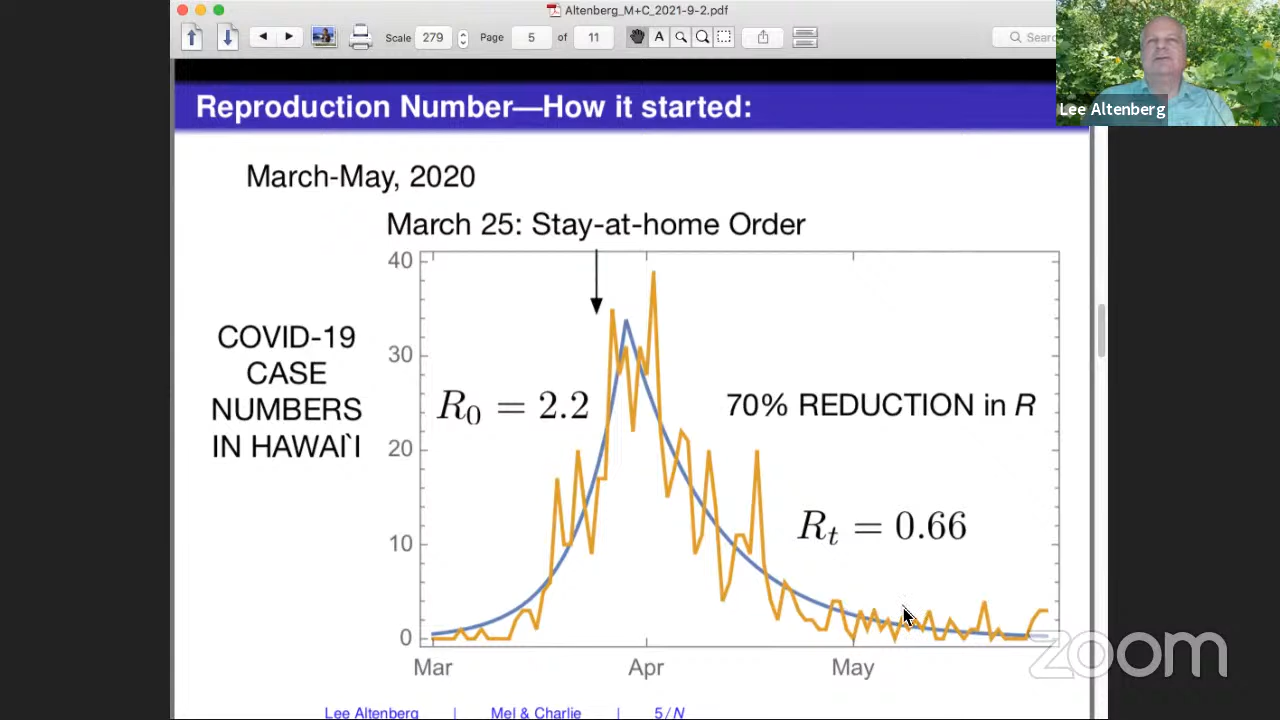 Altenberg_M+C_2021-9-2.pdf
Scale 279 Page 5 of 11 A Sear
Lee Altenberg
Reproduction Number—How it started:
March-May, 2020
March 25: Stay-at-home Order
COVID-19
CASE
NUMBERS
IN HAWAI`I
40
30
20
10
0
R₀ = 2.2
70% REDUCTION in R
Rₜ = 0.66
Mar Apr May
zoom
Lee Altenberg | Mel & Charlie | 5/N